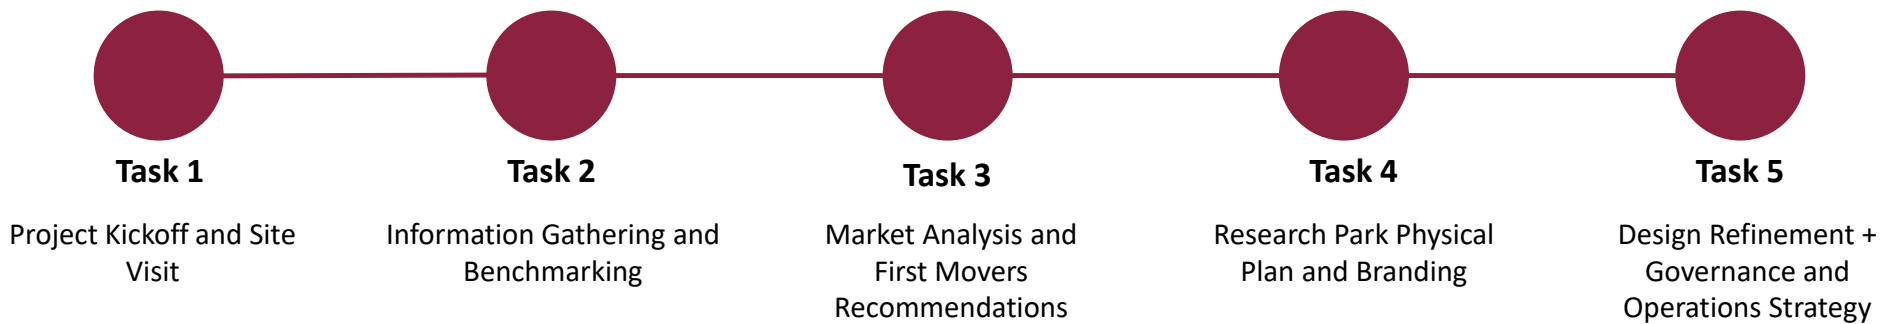 Task 1
Project Kickoff and Site
Visit
Task 2
Information Gathering and
Benchmarking
Task 3
Market Analysis and
First Movers
Recommendations
Task 4
Research Park Physical
Plan and Branding
Task 5
Design Refinement +
Governance and
Operations Strategy